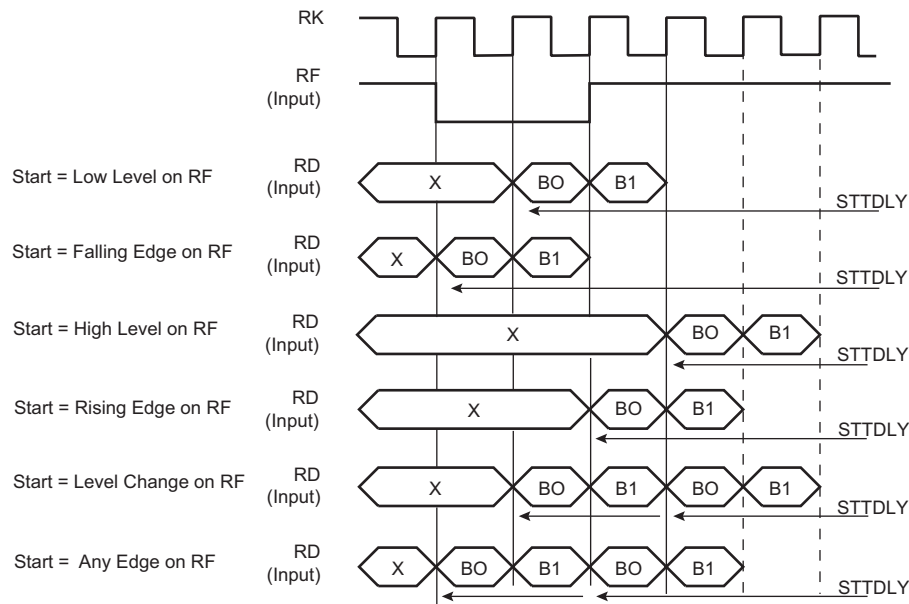 RK
RF
(Input)
Start = Low Level on RF
RD
(Input)
X
BO
B1
STTDLY
Start = Falling Edge on RF
RD
(Input)
X
BO
B1
STTDLY
Start = High Level on RF
RD
(Input)
X
BO
B1
STTDLY
Start = Rising Edge on RF
RD
(Input)
X
BO
B1
STTDLY
Start = Level Change on RF
RD
(Input)
X
BO
B1
BO
B1
STTDLY
Start = Any Edge on RF
RD
(Input)
X
BO
B1
BO
B1
STTDLY